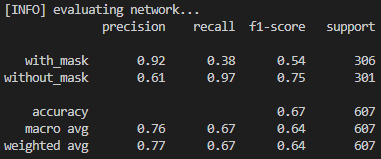 [INFO] evaluating network...
precision recall f1-score support
with_mask 0.92 0.38 0.54 306
without_mask 0.61 0.97 0.75 301
accuracy 0.67 607
macro avg 0.76 0.67 0.64 607
weighted avg 0.77 0.67 0.64 607